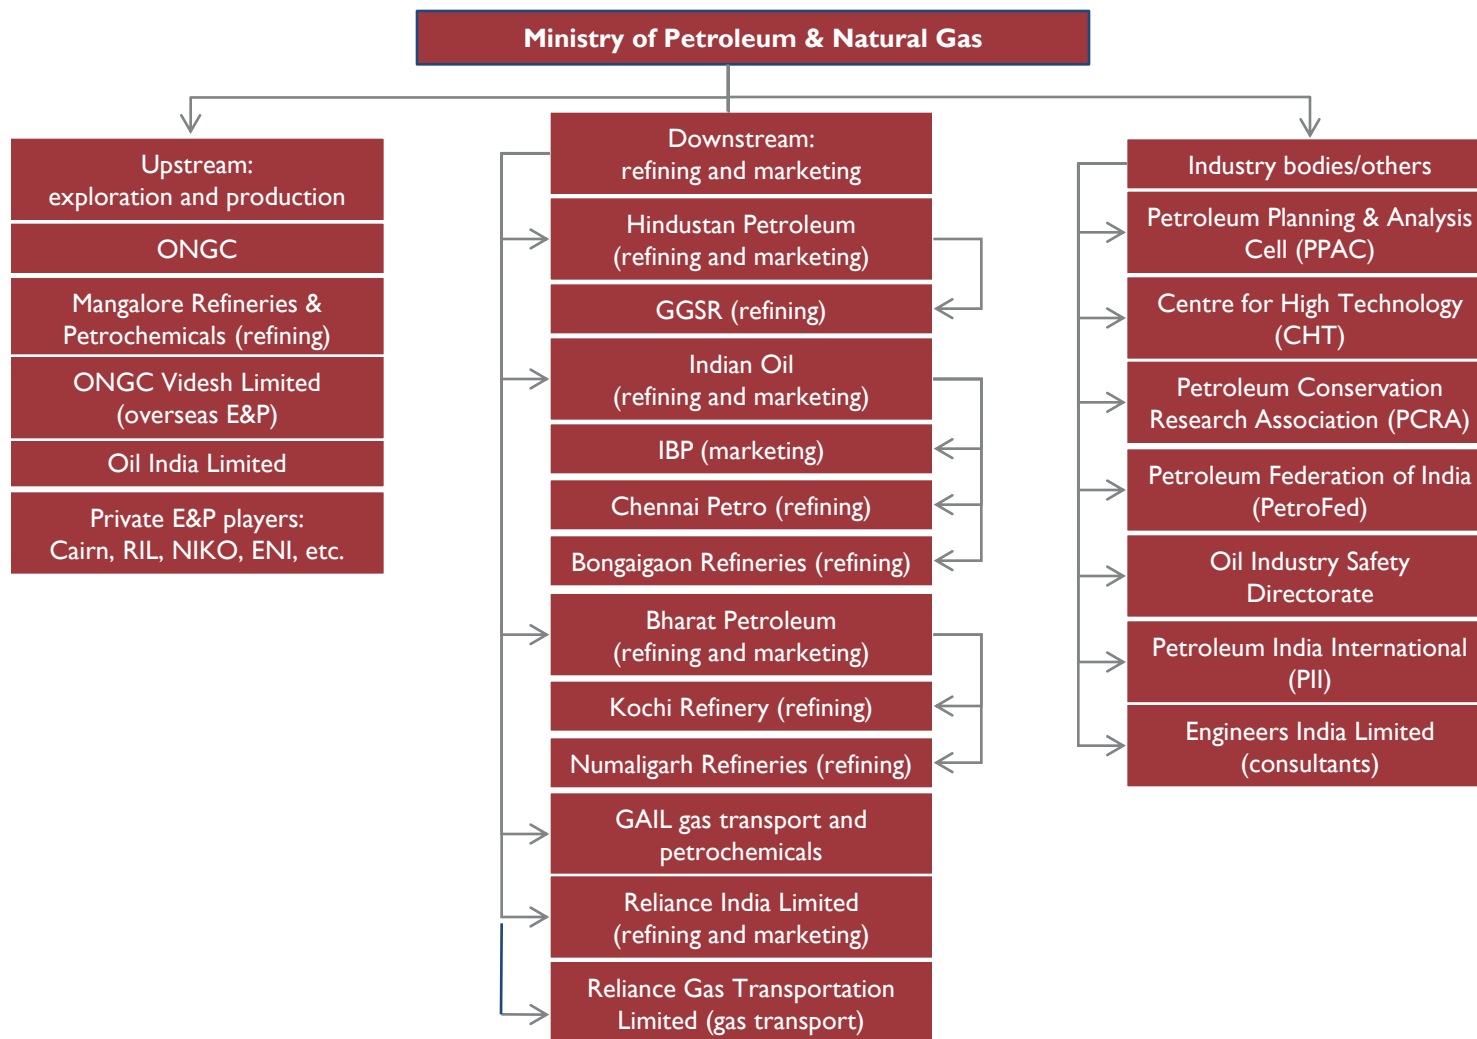 Ministry of Petroleum & Natural Gas
Upstream:
exploration and production
ONGC
Mangalore Refineries &
Petrochemicals (refining)
ONGC Videsh Limited
(overseas E&P)
Oil India Limited
Private E&P players:
Cairn, RIL, NIKO, ENI, etc.
Downstream:
refining and marketing
Hindustan Petroleum
(refining and marketing)
GGSR (refining)
Indian Oil
(refining and marketing)
IBP (marketing)
Chennai Petro (refining)
Bongaigaon Refineries (refining)
Bharat Petroleum
(refining and marketing)
Kochi Refinery (refining)
Numaligarh Refineries (refining)
GAIL gas transport and
petrochemicals
Reliance India Limited
(refining and marketing)
Reliance Gas Transportation
Limited (gas transport)
Industry bodies/others
Petroleum Planning & Analysis
Cell (PPAC)
Centre for High Technology
(CHT)
Petroleum Conservation
Research Association (PCRA)
Petroleum Federation of India
(PetroFed)
Oil Industry Safety
Directorate
Petroleum India International
(PII)
Engineers India Limited
(consultants)